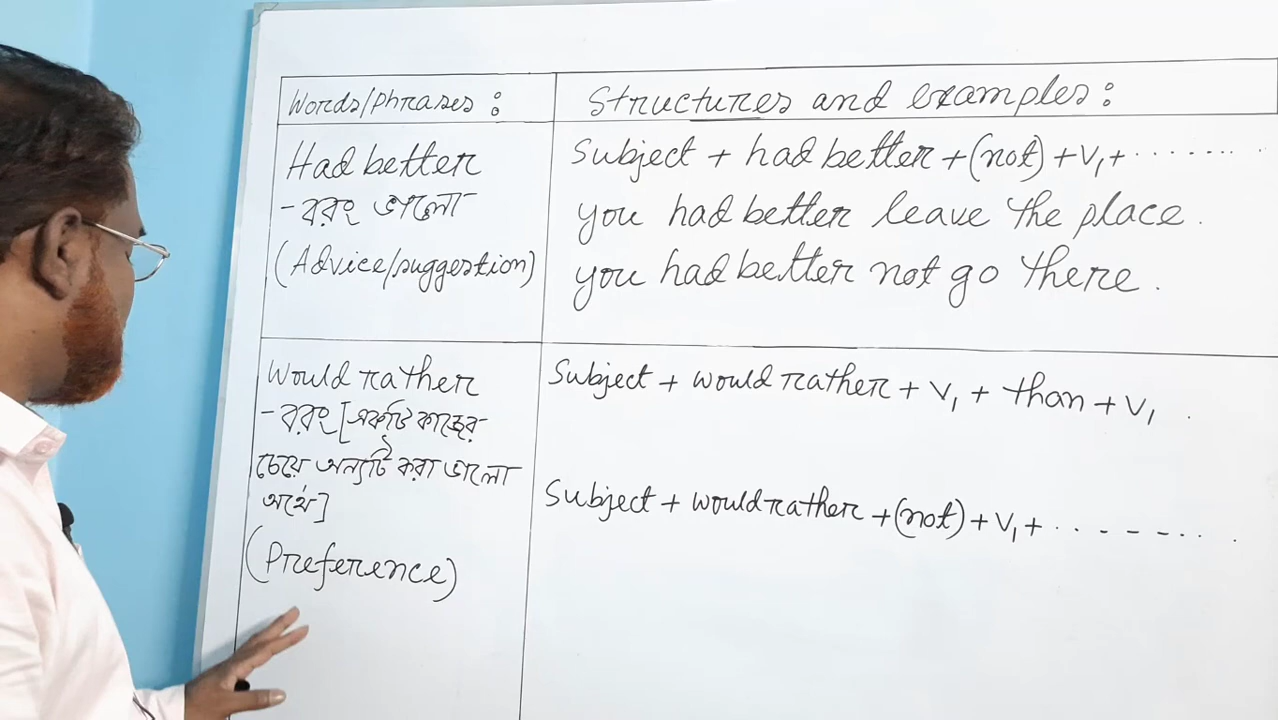 Words/phrases :
Structures and examples :
Had better
- বরং ভালো -
(Advice/suggestion)
Subject + had better + (not) + V1 + ........
you had better leave the place.
you had better not go there.
Would rather
- বরং [একটি কাজের
চেয়ে অন্যটি করা ভালো
অর্থে]
(Preference)
Subject + would rather + V1 + than + V1 .
Subject + would rather + (not) + V1 + . . - - - . . .